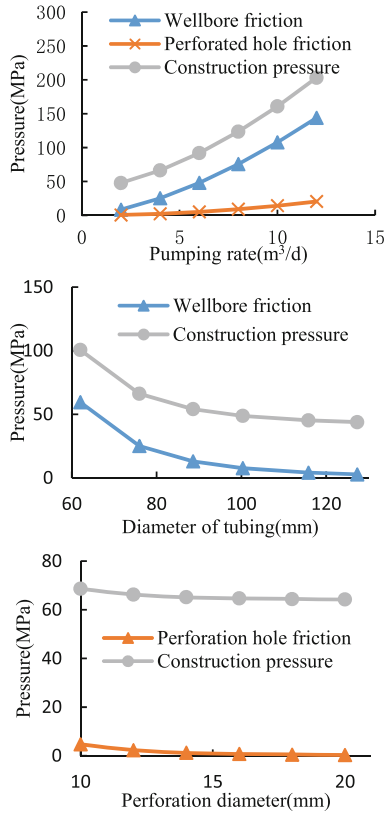 300
250
200
150
100
50
0
Pressure(MPa)
Wellbore friction
Perforated hole friction
Construction pressure
0 5 10 15
Pumping rate(m³/d)
150
100
50
0
Pressure(MPa)
Wellbore friction
Construction pressure
60 80 100 120
Diameter of tubing(mm)
80
60
40
20
0
Pressure(MPa)
Perforation hole friction
Construction pressure
10 15 20
Perforation diameter(mm)